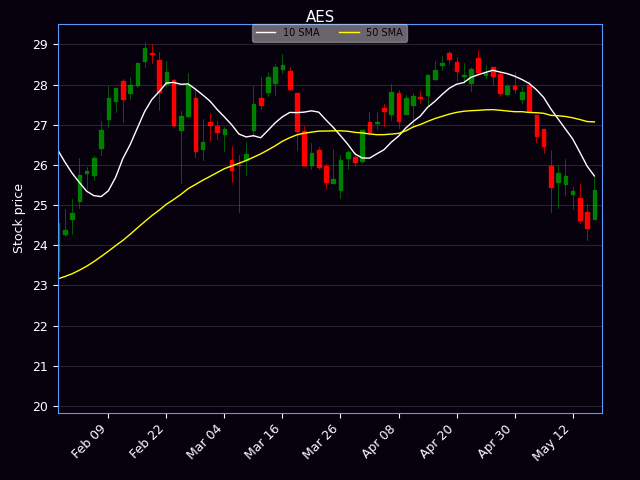 AES
10 SMA
50 SMA
Stock price
29
28
27
26
25
24
23
22
21
20
Feb 09
Feb 22
Mar 04
Mar 16
Mar 26
Apr 08
Apr 20
Apr 30
May 12